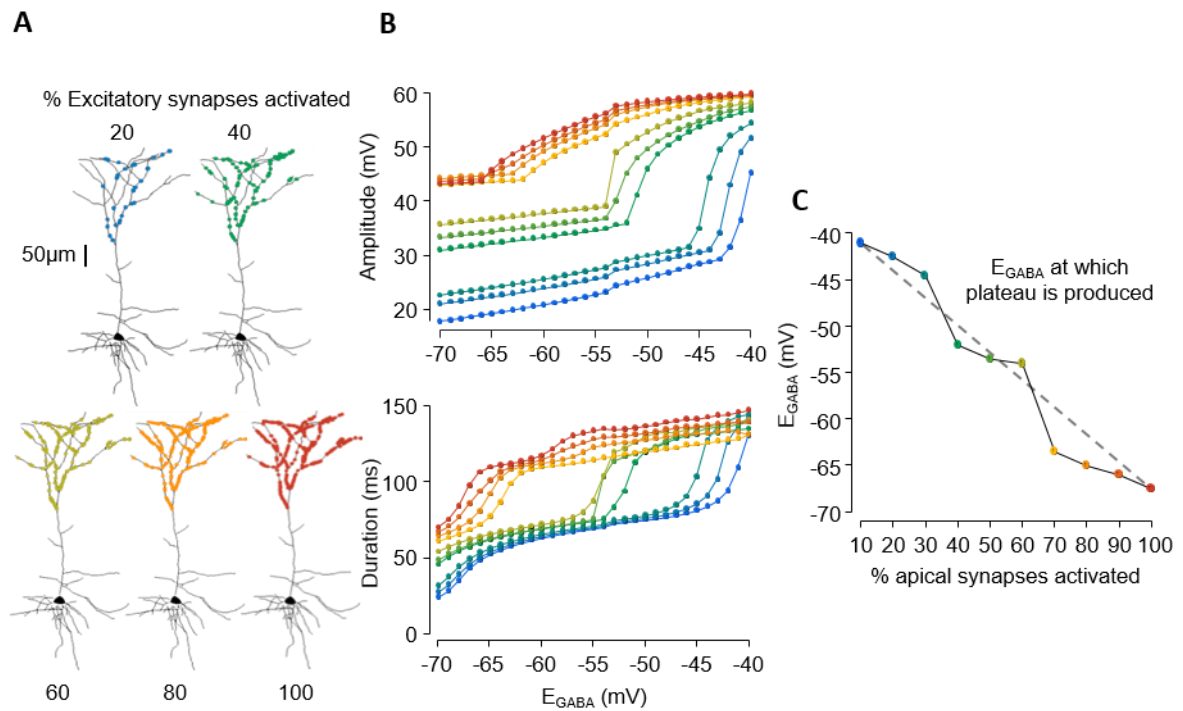 A
% Excitatory synapses activated
20 40
50µm
60 80 100
B
Amplitude (mV)
60
50
40
30
20
-70 -65 -60 -55 -50 -45 -40
Duration (ms)
150
100
50
0
-70 -65 -60 -55 -50 -45 -40
EGABA (mV)
C
EGABA (mV)
-40
-45
-50
-55
-60
-65
-70
EGABA at which
plateau is produced
10 20 30 40 50 60 70 80 90 100
% apical synapses activated